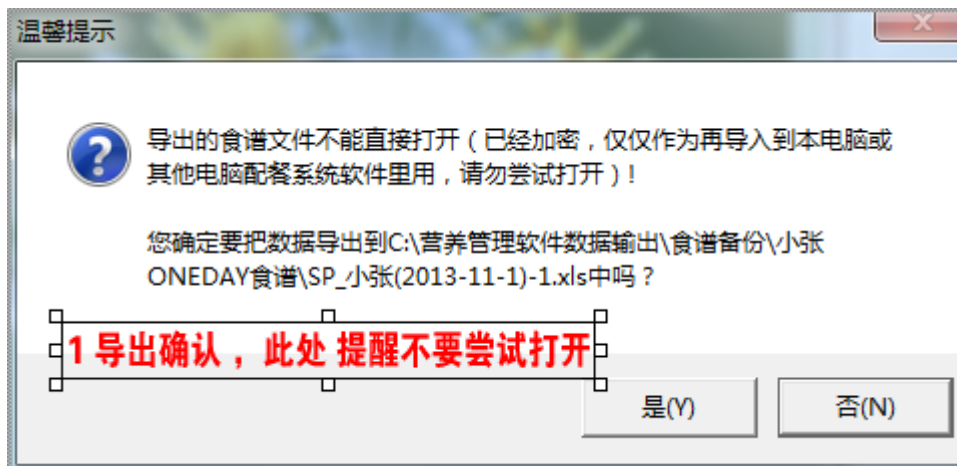 温馨提示
导出的食谱文件不能直接打开（已经加密，仅仅作为再导入到本电脑或
其他电脑配餐系统软件里用，请勿尝试打开）！
您确定要把数据导出到C:\营养管理软件数据输出\食谱备份\小张
ONEDAY食谱\SP_小张(2013-11-1)-1.xls中吗？
1 导出确认 ，此处 提醒不要尝试打开
是(Y)
否(N)